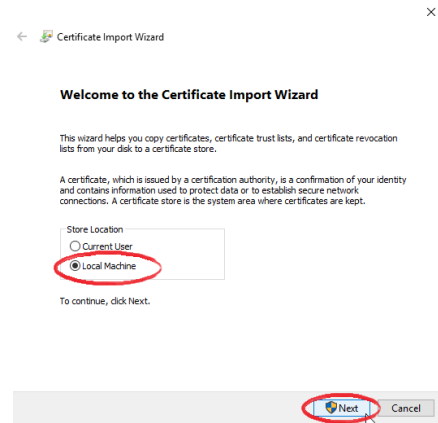 Certificate Import Wizard
Welcome to the Certificate Import Wizard
This wizard helps you copy certificates, certificate trust lists, and certificate revocation
lists from your disk to a certificate store.
A certificate, which is issued by a certification authority, is a confirmation of your identity
and contains information used to protect data or to establish secure network
connections. A certificate store is the system area where certificates are kept.
Store Location
Current User
Local Machine
To continue, click Next.
Next
Cancel